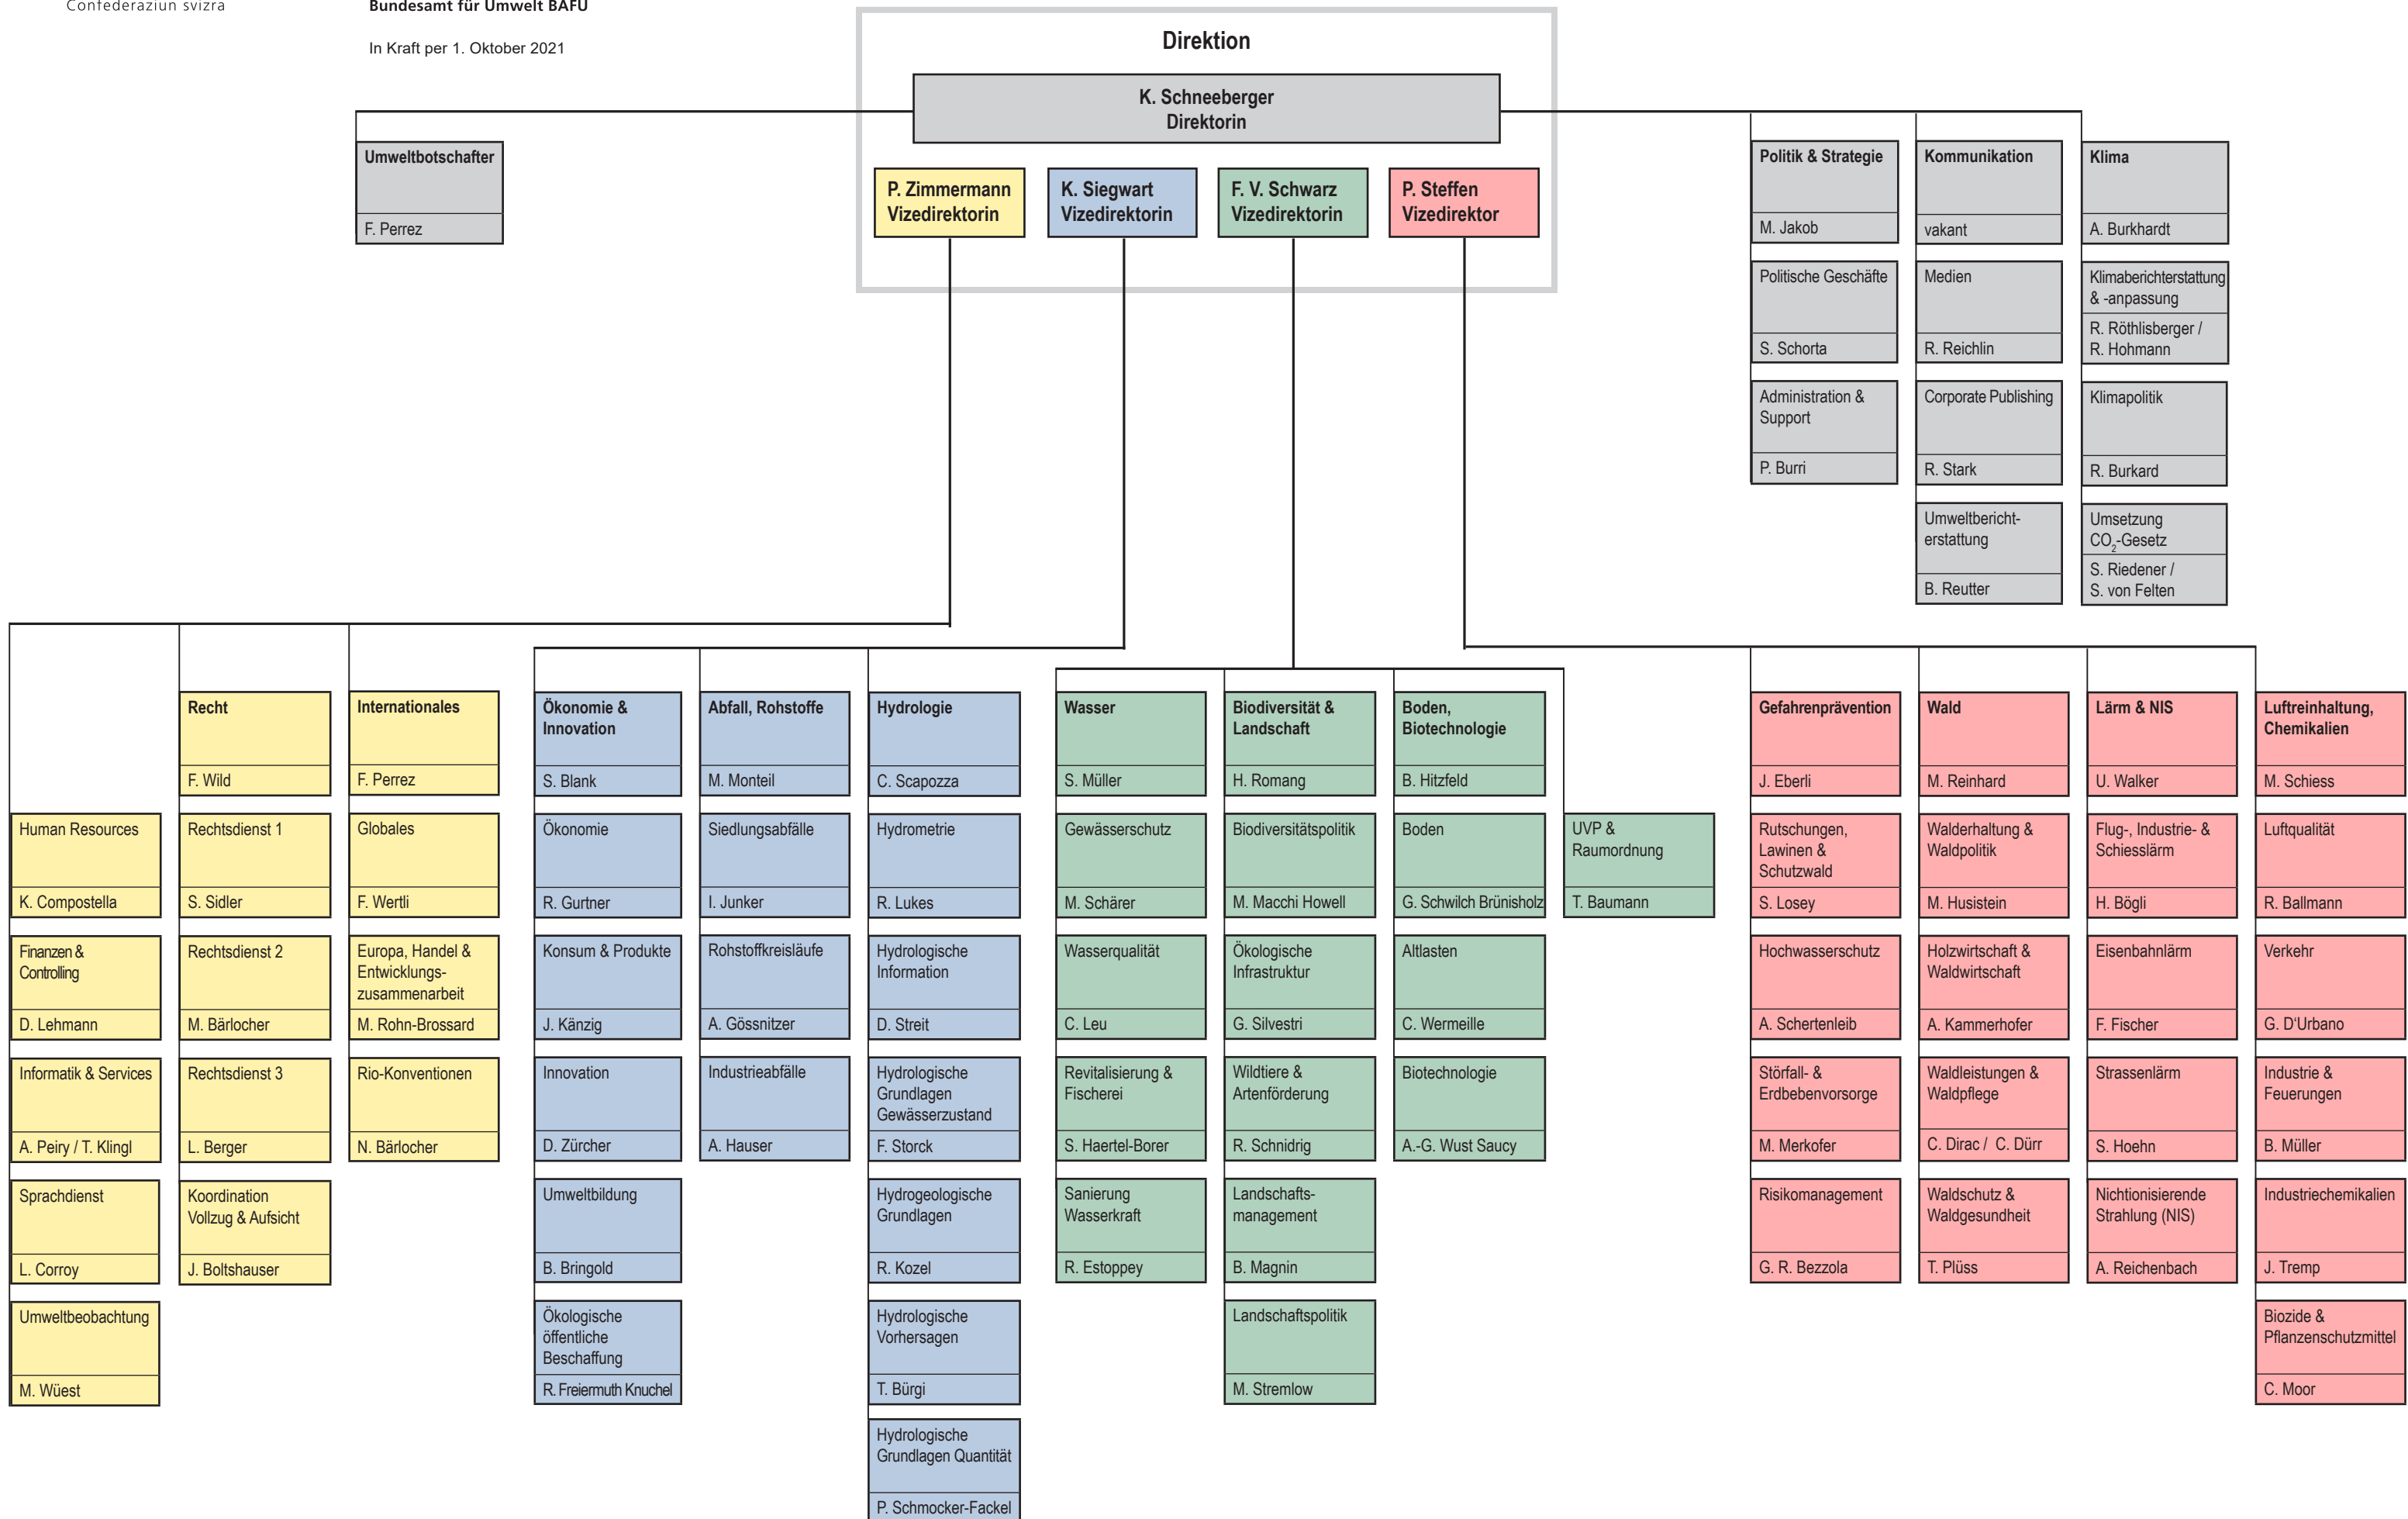 Confederaziun svizra
Bundesamt für Umwelt BAFU
In Kraft per 1. Oktober 2021
Direktion
K. Schneeberger
Direktorin
Umweltbotschafter
F. Perrez
P. Zimmermann
Vizedirektorin
K. Siegwart
Vizedirektorin
F. V. Schwarz
Vizedirektorin
P. Steffen
Vizedirektor
Politik & Strategie
M. Jakob
Politische Geschäfte
S. Schorta
Administration &
Support
P. Burri
Kommunikation
vakant
Medien
R. Reichlin
Corporate Publishing
R. Stark
Umweltbericht-
erstattung
B. Reutter
Klima
A. Burkhardt
Klimaberichterstattung
& -anpassung
R. Röthlisberger /
R. Hohmann
Klimapolitik
R. Burkard
Umsetzung
CO2-Gesetz
S. Riedener /
S. von Felten
Human Resources
K. Compostella
Finanzen &
Controlling
D. Lehmann
Informatik & Services
A. Peiry / T. Klingl
Sprachdienst
L. Corroy
Umweltbeobachtung
M. Wüest
Recht
F. Wild
Rechtsdienst 1
S. Sidler
Rechtsdienst 2
M. Bärlocher
Rechtsdienst 3
L. Berger
Koordination
Vollzug & Aufsicht
J. Boltshauser
Internationales
F. Perrez
Globales
F. Wertli
Europa, Handel &
Entwicklungs-
zusammenarbeit
M. Rohn-Brossard
Rio-Konventionen
N. Bärlocher
Ökonomie &
Innovation
S. Blank
Ökonomie
R. Gurtner
Konsum & Produkte
J. Känzig
Innovation
D. Zürcher
Umweltbildung
B. Bringold
Ökologische
öffentliche
Beschaffung
R. Freiermuth Knuchel
Abfall, Rohstoffe
M. Monteil
Siedlungsabfälle
I. Junker
Rohstoffkreisläufe
A. Gössnitzer
Industrieabfälle
A. Hauser
Hydrologie
C. Scapozza
Hydrometrie
R. Lukes
Hydrologische
Information
D. Streit
Hydrologische
Grundlagen
Gewässerzustand
F. Storck
Hydrogeologische
Grundlagen
R. Kozel
Hydrologische
Vorhersagen
T. Bürgi
Hydrologische
Grundlagen Quantität
P. Schmocker-Fackel
Wasser
S. Müller
Gewässerschutz
M. Schärer
Wasserqualität
C. Leu
Revitalisierung &
Fischerei
S. Haertel-Borer
Sanierung
Wasserkraft
R. Estoppey
Biodiversität &
Landschaft
H. Romang
Biodiversitätspolitik
M. Macchi Howell
Ökologische
Infrastruktur
G. Silvestri
Wildtiere &
Artenförderung
R. Schnidrig
Landschafts-
management
B. Magnin
Landschaftspolitik
M. Stremlow
Boden,
Biotechnologie
B. Hitzfeld
Boden
G. Schwilch Brünisholz
Altlasten
C. Wermeille
Biotechnologie
A.-G. Wust Saucy
UVP &
Raumordnung
T. Baumann
Gefahrenprävention
J. Eberli
Rutschungen,
Lawinen &
Schutzwald
S. Losey
Hochwasserschutz
A. Schertenleib
Störfall- &
Erdbebenvorsorge
M. Merkofer
Risikomanagement
G. R. Bezzola
Wald
M. Reinhard
Walderhaltung &
Waldpolitik
M. Husistein
Holzwirtschaft &
Waldwirtschaft
A. Kammerhofer
Waldleistungen &
Waldpflege
C. Dirac / C. Dürr
Waldschutz &
Waldgesundheit
T. Plüss
Lärm & NIS
U. Walker
Flug-, Industrie- &
Schiesslärm
H. Bögli
Eisenbahnlärm
F. Fischer
Strassenlärm
S. Hoehn
Nichtionisierende
Strahlung (NIS)
A. Reichenbach
Luftreinhaltung,
Chemikalien
M. Schiess
Luftqualität
R. Ballmann
Verkehr
G. D‘Urbano
Industrie &
Feuerungen
B. Müller
Industriechemikalien
J. Tremp
Biozide &
Pflanzenschutzmittel
C. Moor